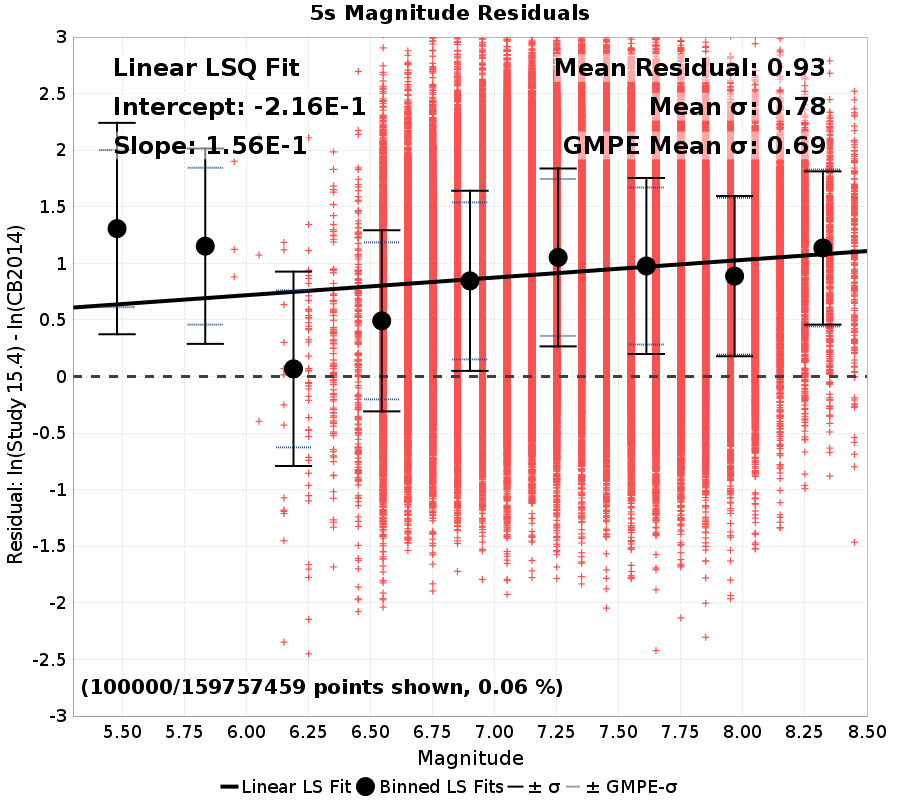 5s Magnitude Residuals
Linear LSQ Fit
Mean Residual: 0.93
Intercept: -2.16E-1
Mean σ: 0.78
Slope: 1.56E-1
GMPE Mean σ: 0.69
3
2.5
2
1.5
1
0.5
0
-0.5
-1
-1.5
-2
-2.5
-3
Residual: ln(Study 15.4) - ln(CB2014)
(100000/159757459 points shown, 0.06 %)
5.50 5.75 6.00 6.25 6.50 6.75 7.00 7.25 7.50 7.75 8.00 8.25 8.50
Magnitude
Linear LS Fit Binned LS Fits ± σ ± GMPE-σ